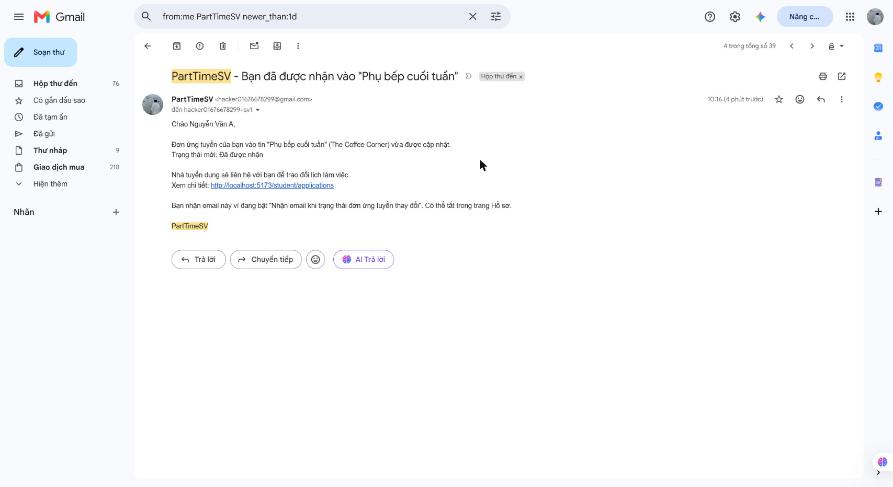 Gmail
from:me PartTimeSV newer_than:1d
Nâng c...
Soạn thư
4 trong tổng số 39
Hộp thư đến 76
Có gắn dấu sao
Đã tạm ẩn
Đã gửi
Thư nháp 9
Giao dịch mua 218
Hiện thêm
Nhãn
PartTimeSV - Bạn đã được nhận vào "Phụ bếp cuối tuần"
Hộp thư đến x
PartTimeSV <hacker01676678299@gmail.com>
10:16 (4 phút trước)
đến hacker01676678299+sv1
Chào Nguyễn Văn A,
Đơn ứng tuyển của bạn vào tin "Phụ bếp cuối tuần" (The Coffee Corner) vừa được cập nhật.
Trạng thái mới: Đã được nhận
Nhà tuyển dụng sẽ liên hệ với bạn để trao đổi lịch làm việc.
Xem chi tiết: http://localhost:5173/student/applications
Bạn nhận email này vì đang bật "Nhận email khi trạng thái đơn ứng tuyển thay đổi". Có thể tắt trong trang Hồ sơ.
PartTimeSV
Trả lời
Chuyển tiếp
AI Trả lời